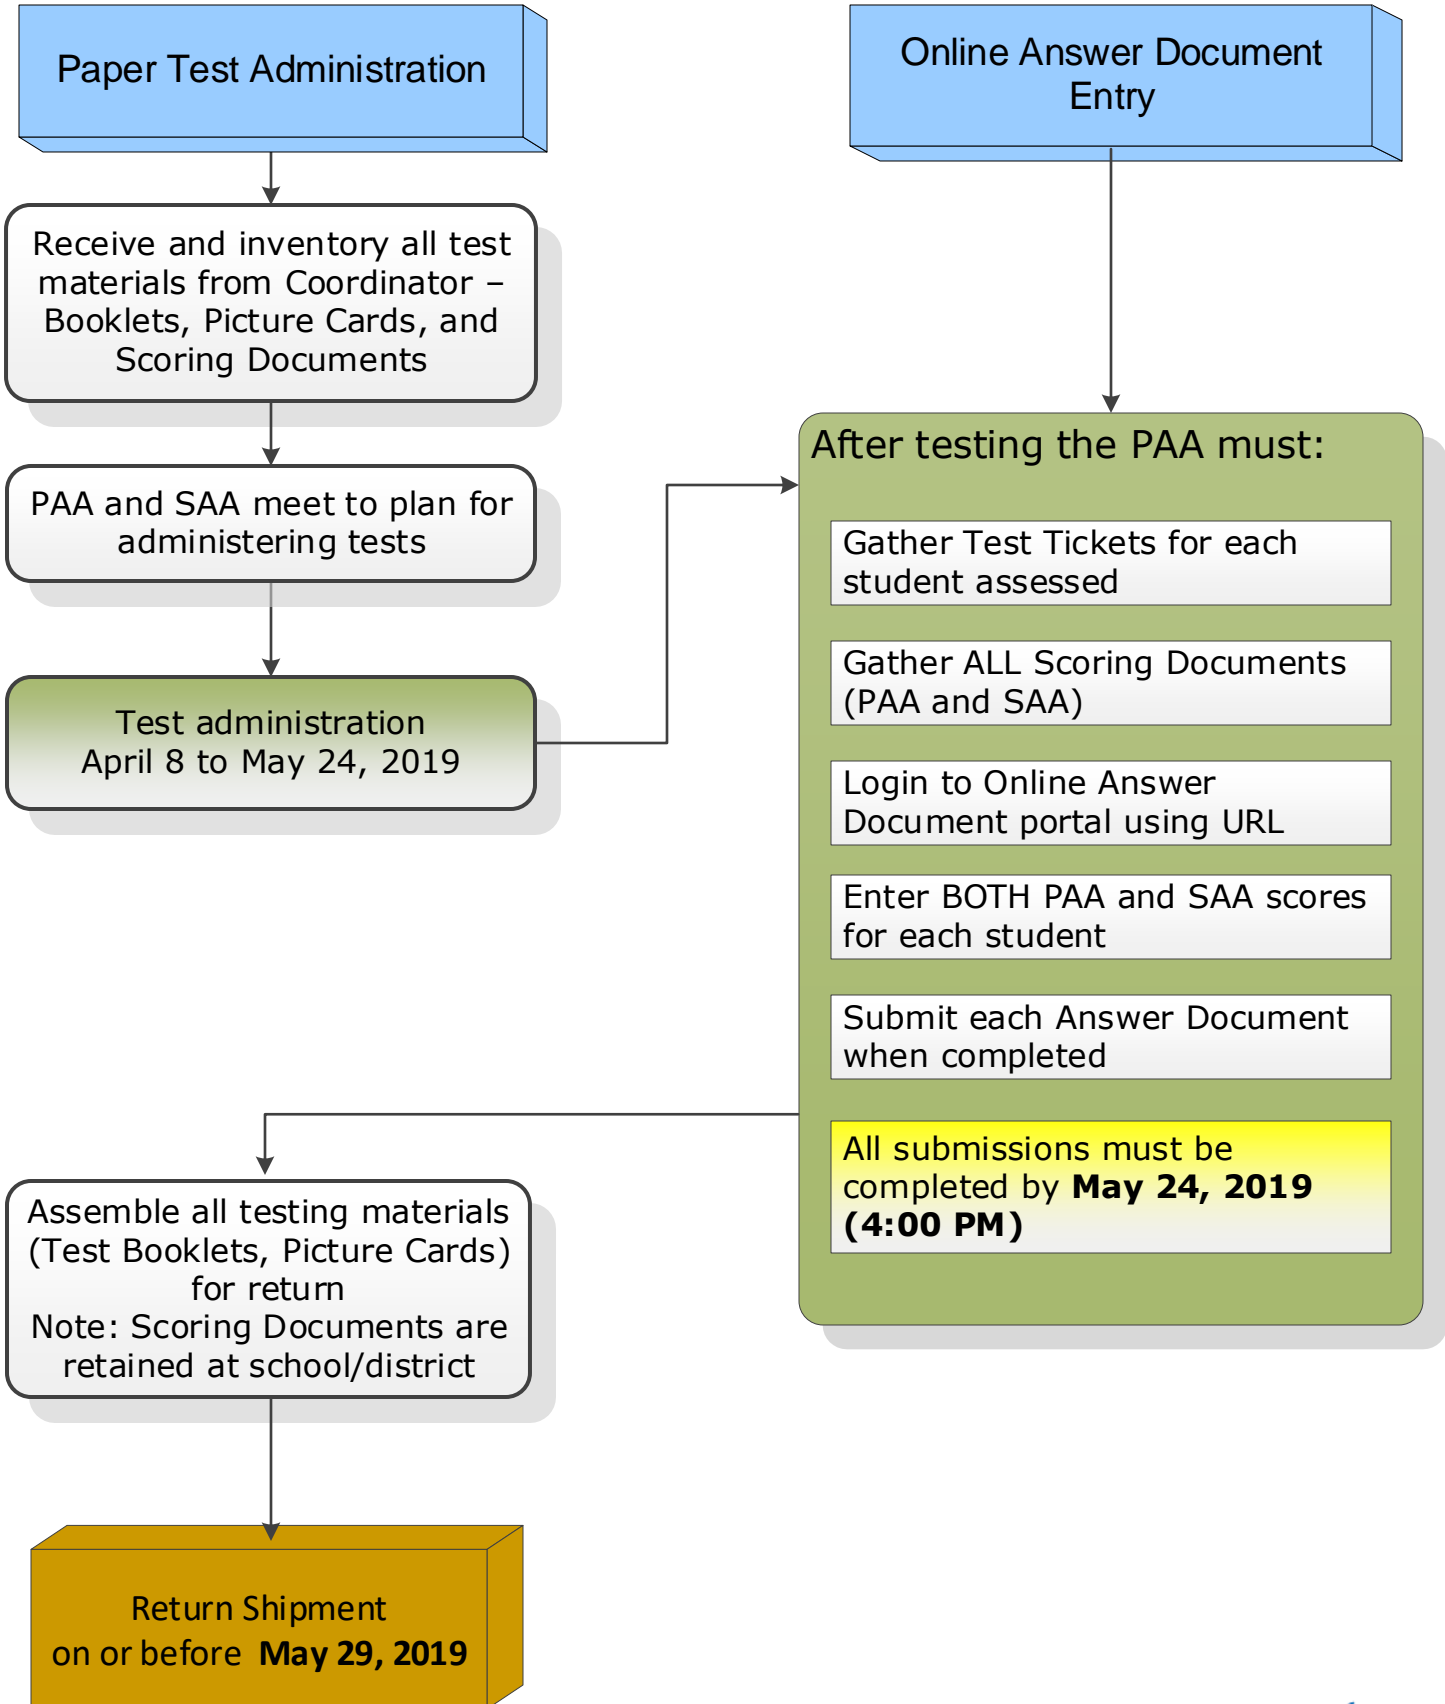 Paper Test Administration
Online Answer Document
Entry
Receive and inventory all test
materials from Coordinator –
Booklets, Picture Cards, and
Scoring Documents
PAA and SAA meet to plan for
administering tests
Test administration
April 8 to May 24, 2019
After testing the PAA must:
Gather Test Tickets for each
student assessed
Gather ALL Scoring Documents
(PAA and SAA)
Login to Online Answer
Document portal using URL
Enter BOTH PAA and SAA scores
for each student
Submit each Answer Document
when completed
All submissions must be
completed by May 24, 2019
(4:00 PM)
Assemble all testing materials
(Test Booklets, Picture Cards)
for return
Note: Scoring Documents are
retained at school/district
Return Shipment
on or before May 29, 2019